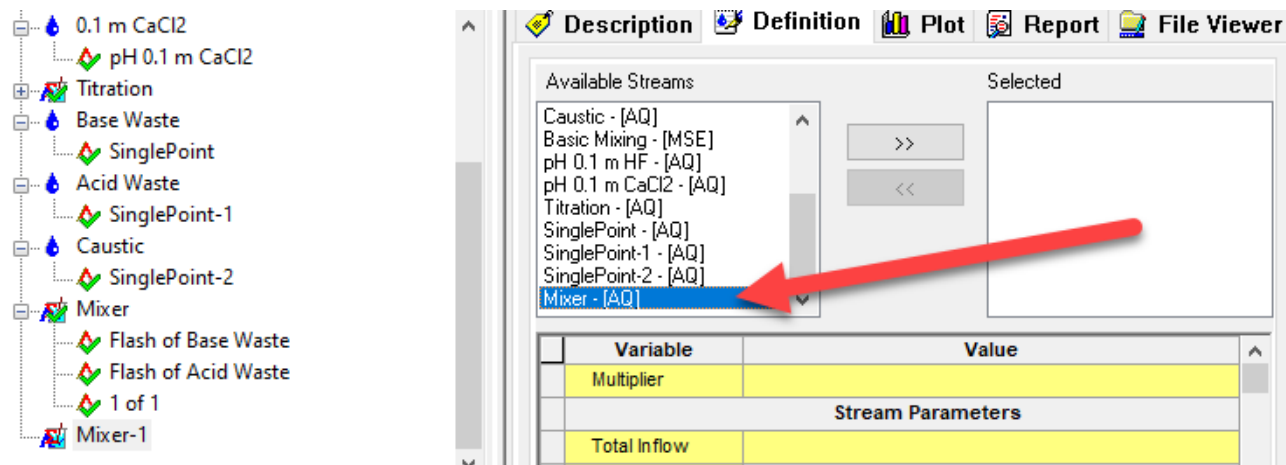 0.1 m CaCl2
pH 0.1 m CaCl2
Titration
Base Waste
SinglePoint
Acid Waste
SinglePoint-1
Caustic
SinglePoint-2
Mixer
Flash of Base Waste
Flash of Acid Waste
1 of 1
Mixer-1
Description Definition Plot Report File Viewer
Available Streams
Selected
Caustic - [AQ]
Basic Mixing - [MSE]
pH 0.1 m HF - [AQ]
pH 0.1 m CaCl2 - [AQ]
Titration - [AQ]
SinglePoint - [AQ]
SinglePoint-1 - [AQ]
SinglePoint-2 - [AQ]
Mixer - [AQ]
>>
<<
Variable Value
Multiplier
Stream Parameters
Total Inflow